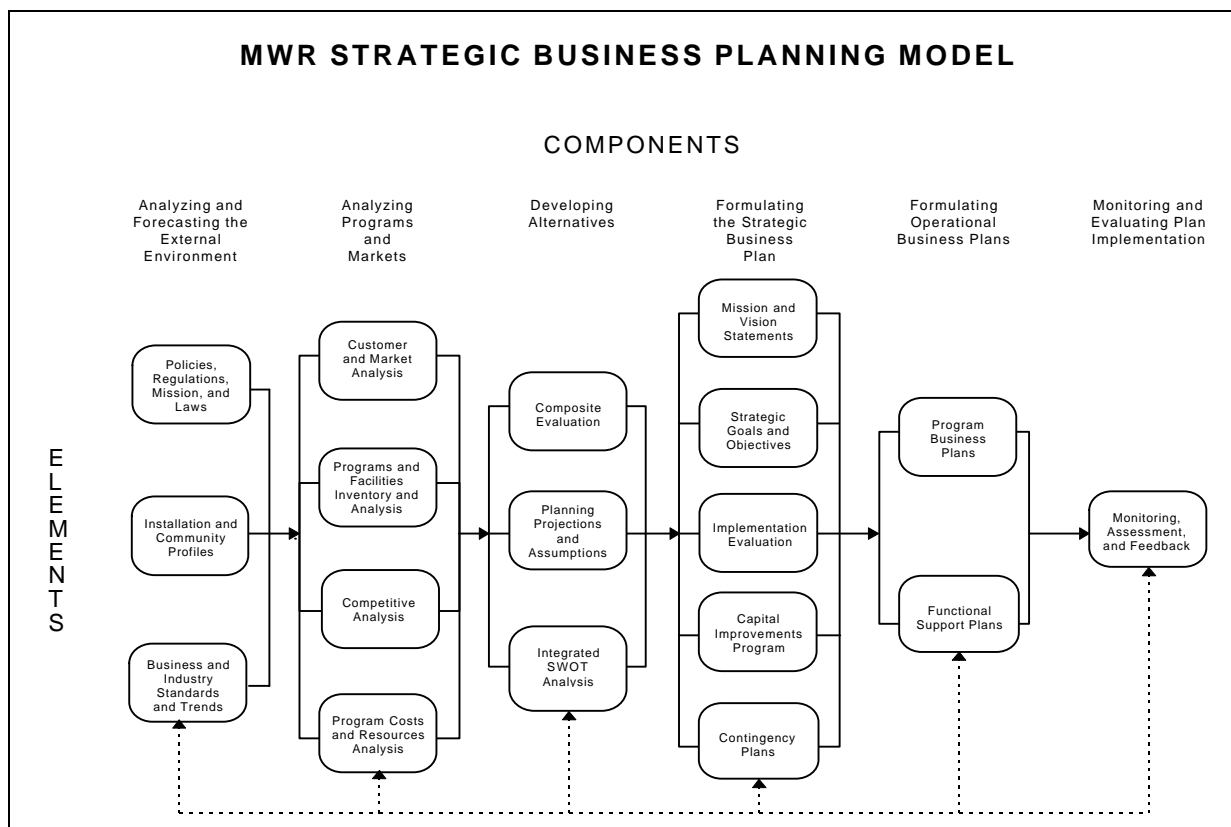 MWR STRATEGIC BUSINESS PLANNING MODEL
COMPONENTS
Analyzing and
Forecasting the
External
Environment
Analyzing
Programs
and
Markets
Developing
Alternatives
Formulating
the Strategic
Business
Plan
Formulating
Operational
Business Plans
Monitoring and
Evaluating Plan
Implementation
ELEMENTS
Policies,
Regulations,
Mission, and
Laws
Installation and
Community
Profiles
Business and
Industry
Standards
and Trends
Customer
and Market
Analysis
Programs and
Facilities
Inventory and
Analysis
Competitive
Analysis
Program Costs
and Resources
Analysis
Composite
Evaluation
Planning
Projections
and
Assumptions
Integrated
SWOT
Analysis
Mission and
Vision
Statements
Strategic
Goals and
Objectives
Implementation
Evaluation
Capital
Improvements
Program
Contingency
Plans
Program
Business
Plans
Functional
Support Plans
Monitoring,
Assessment,
and Feedback